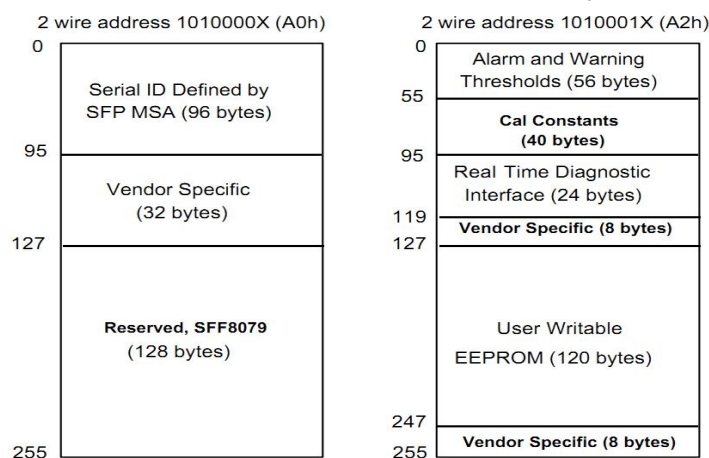 2 wire address 1010000X (A0h)
0
Serial ID Defined by
SFP MSA (96 bytes)
95
Vendor Specific
(32 bytes)
127
Reserved, SFF8079
(128 bytes)
255
2 wire address 1010001X (A2h)
0
Alarm and Warning
Thresholds (56 bytes)
55
Cal Constants
(40 bytes)
95
Real Time Diagnostic
Interface (24 bytes)
119
Vendor Specific (8 bytes)
127
User Writable
EEPROM (120 bytes)
247
Vendor Specific (8 bytes)
255